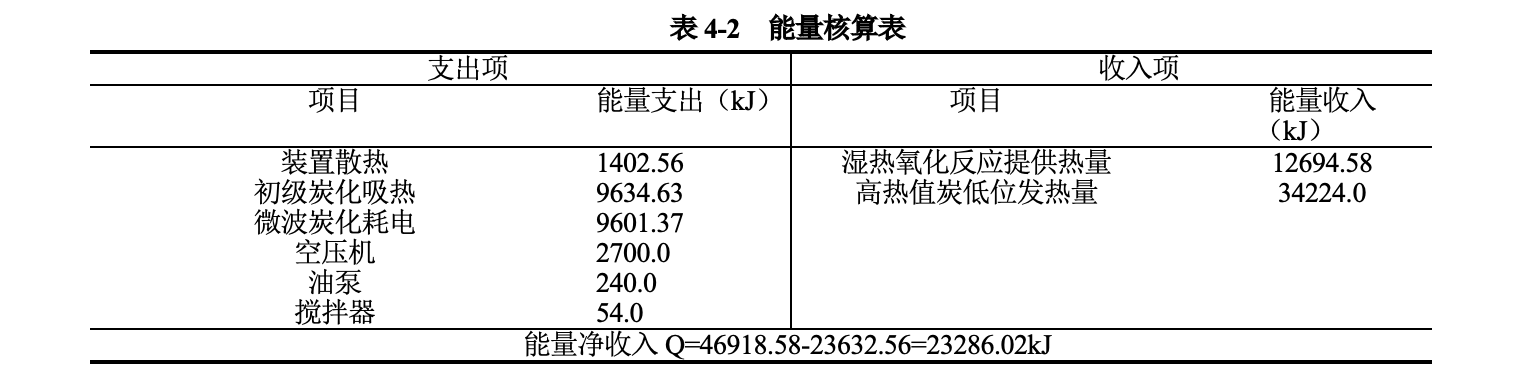 表 4-2 能量核算表
支出项 收入项
项目 能量支出（kJ） 项目 能量收入
（kJ）
装置散热 1402.56 湿热氧化反应提供热量 12694.58
初级炭化吸热 9634.63 高热值炭低位发热量 34224.0
微波炭化耗电 9601.37
空压机 2700.0
油泵 240.0
搅拌器 54.0
能量净收入 Q=46918.58-23632.56=23286.02kJ